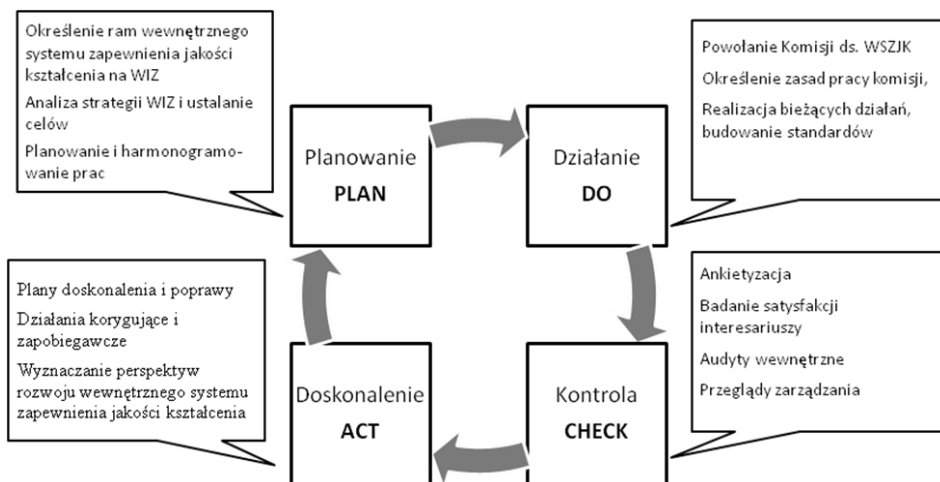 Określenie ram wewnętrznego
systemu zapewnienia jakości
kształcenia na WIZ
Analiza strategii WIZ i ustalanie
celów
Planowanie i harmonogramo-
wanie prac
Planowanie
PLAN
Działanie
DO
Powołanie Komisji ds. WSZJK
Określenie zasad pracy komisji,
Realizacja bieżących działań,
budowanie standardów
Plany doskonalenia i poprawy
Działania korygujące i
zapobiegawcze
Wyznaczanie perspektyw
rozwoju wewnętrznego systemu
zapewnienia jakości kształcenia
Doskonalenie
ACT
Kontrola
CHECK
Ankietyzacja
Badanie satysfakcji
interesariuszy
Audyty wewnętrzne
Przeglądy zarządzania